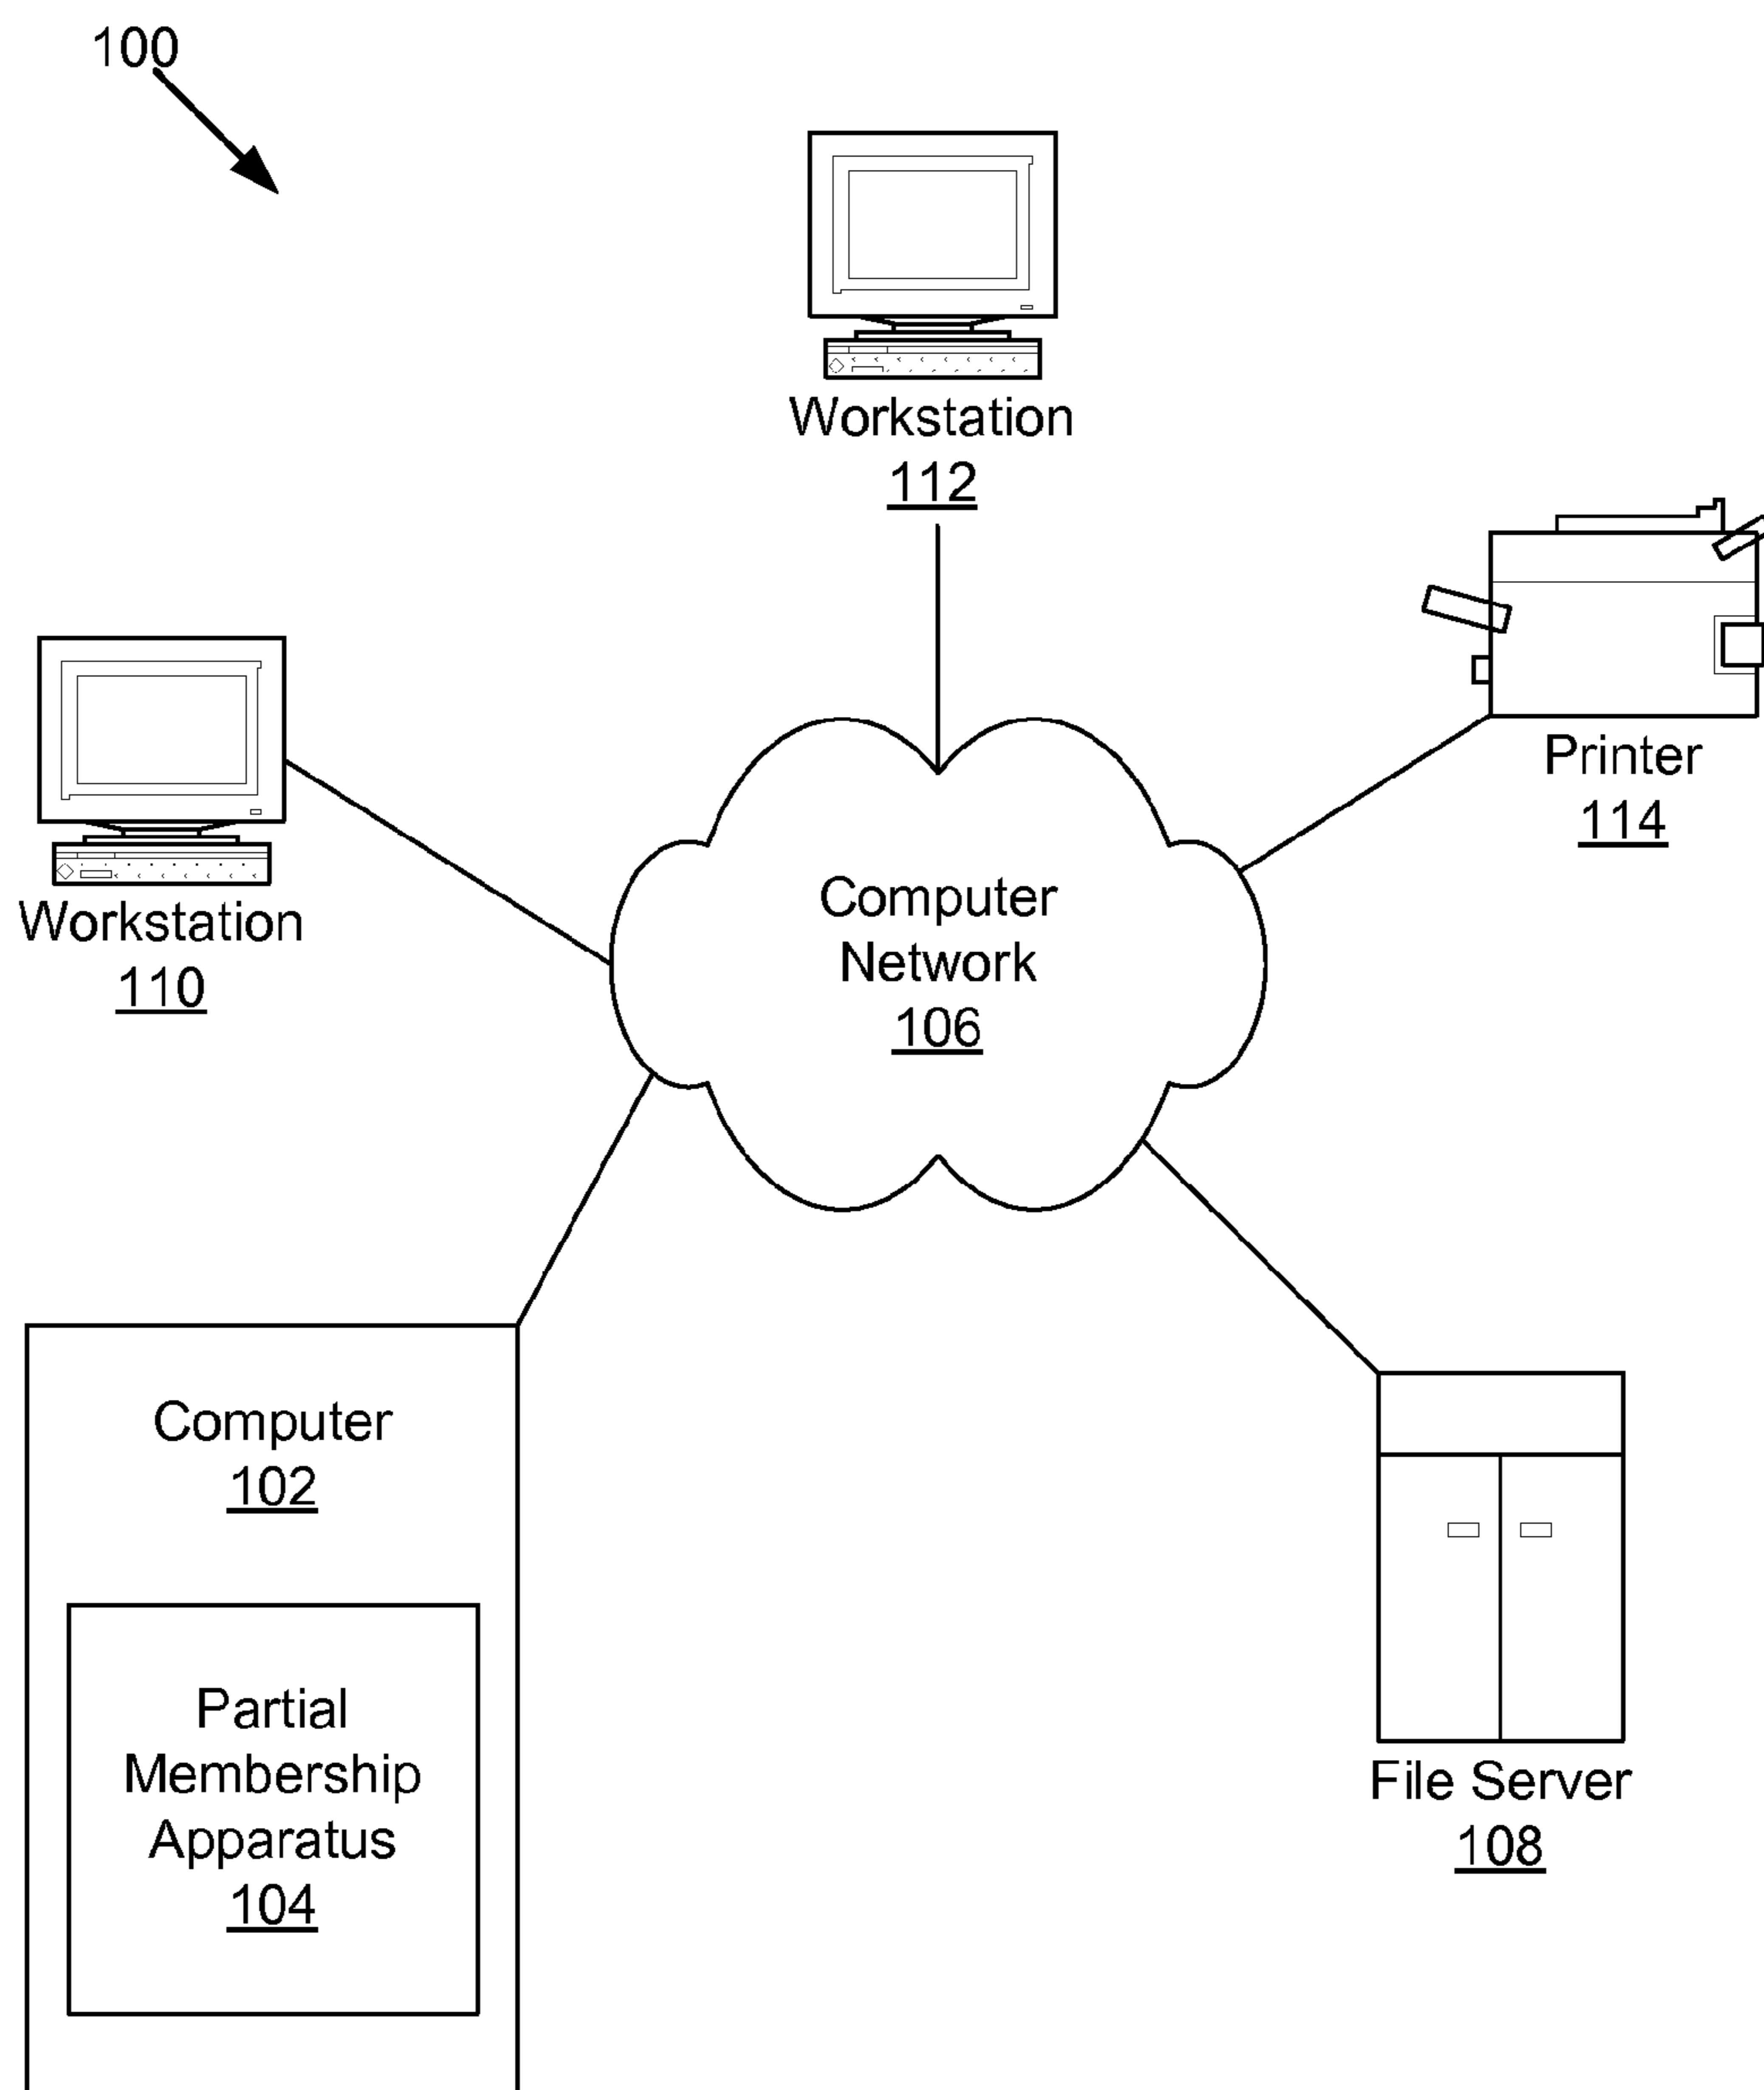 100
Workstation
112
Printer
114
Workstation
110
Computer
Network
106
Computer
102
Partial
Membership
Apparatus
104
File Server
108